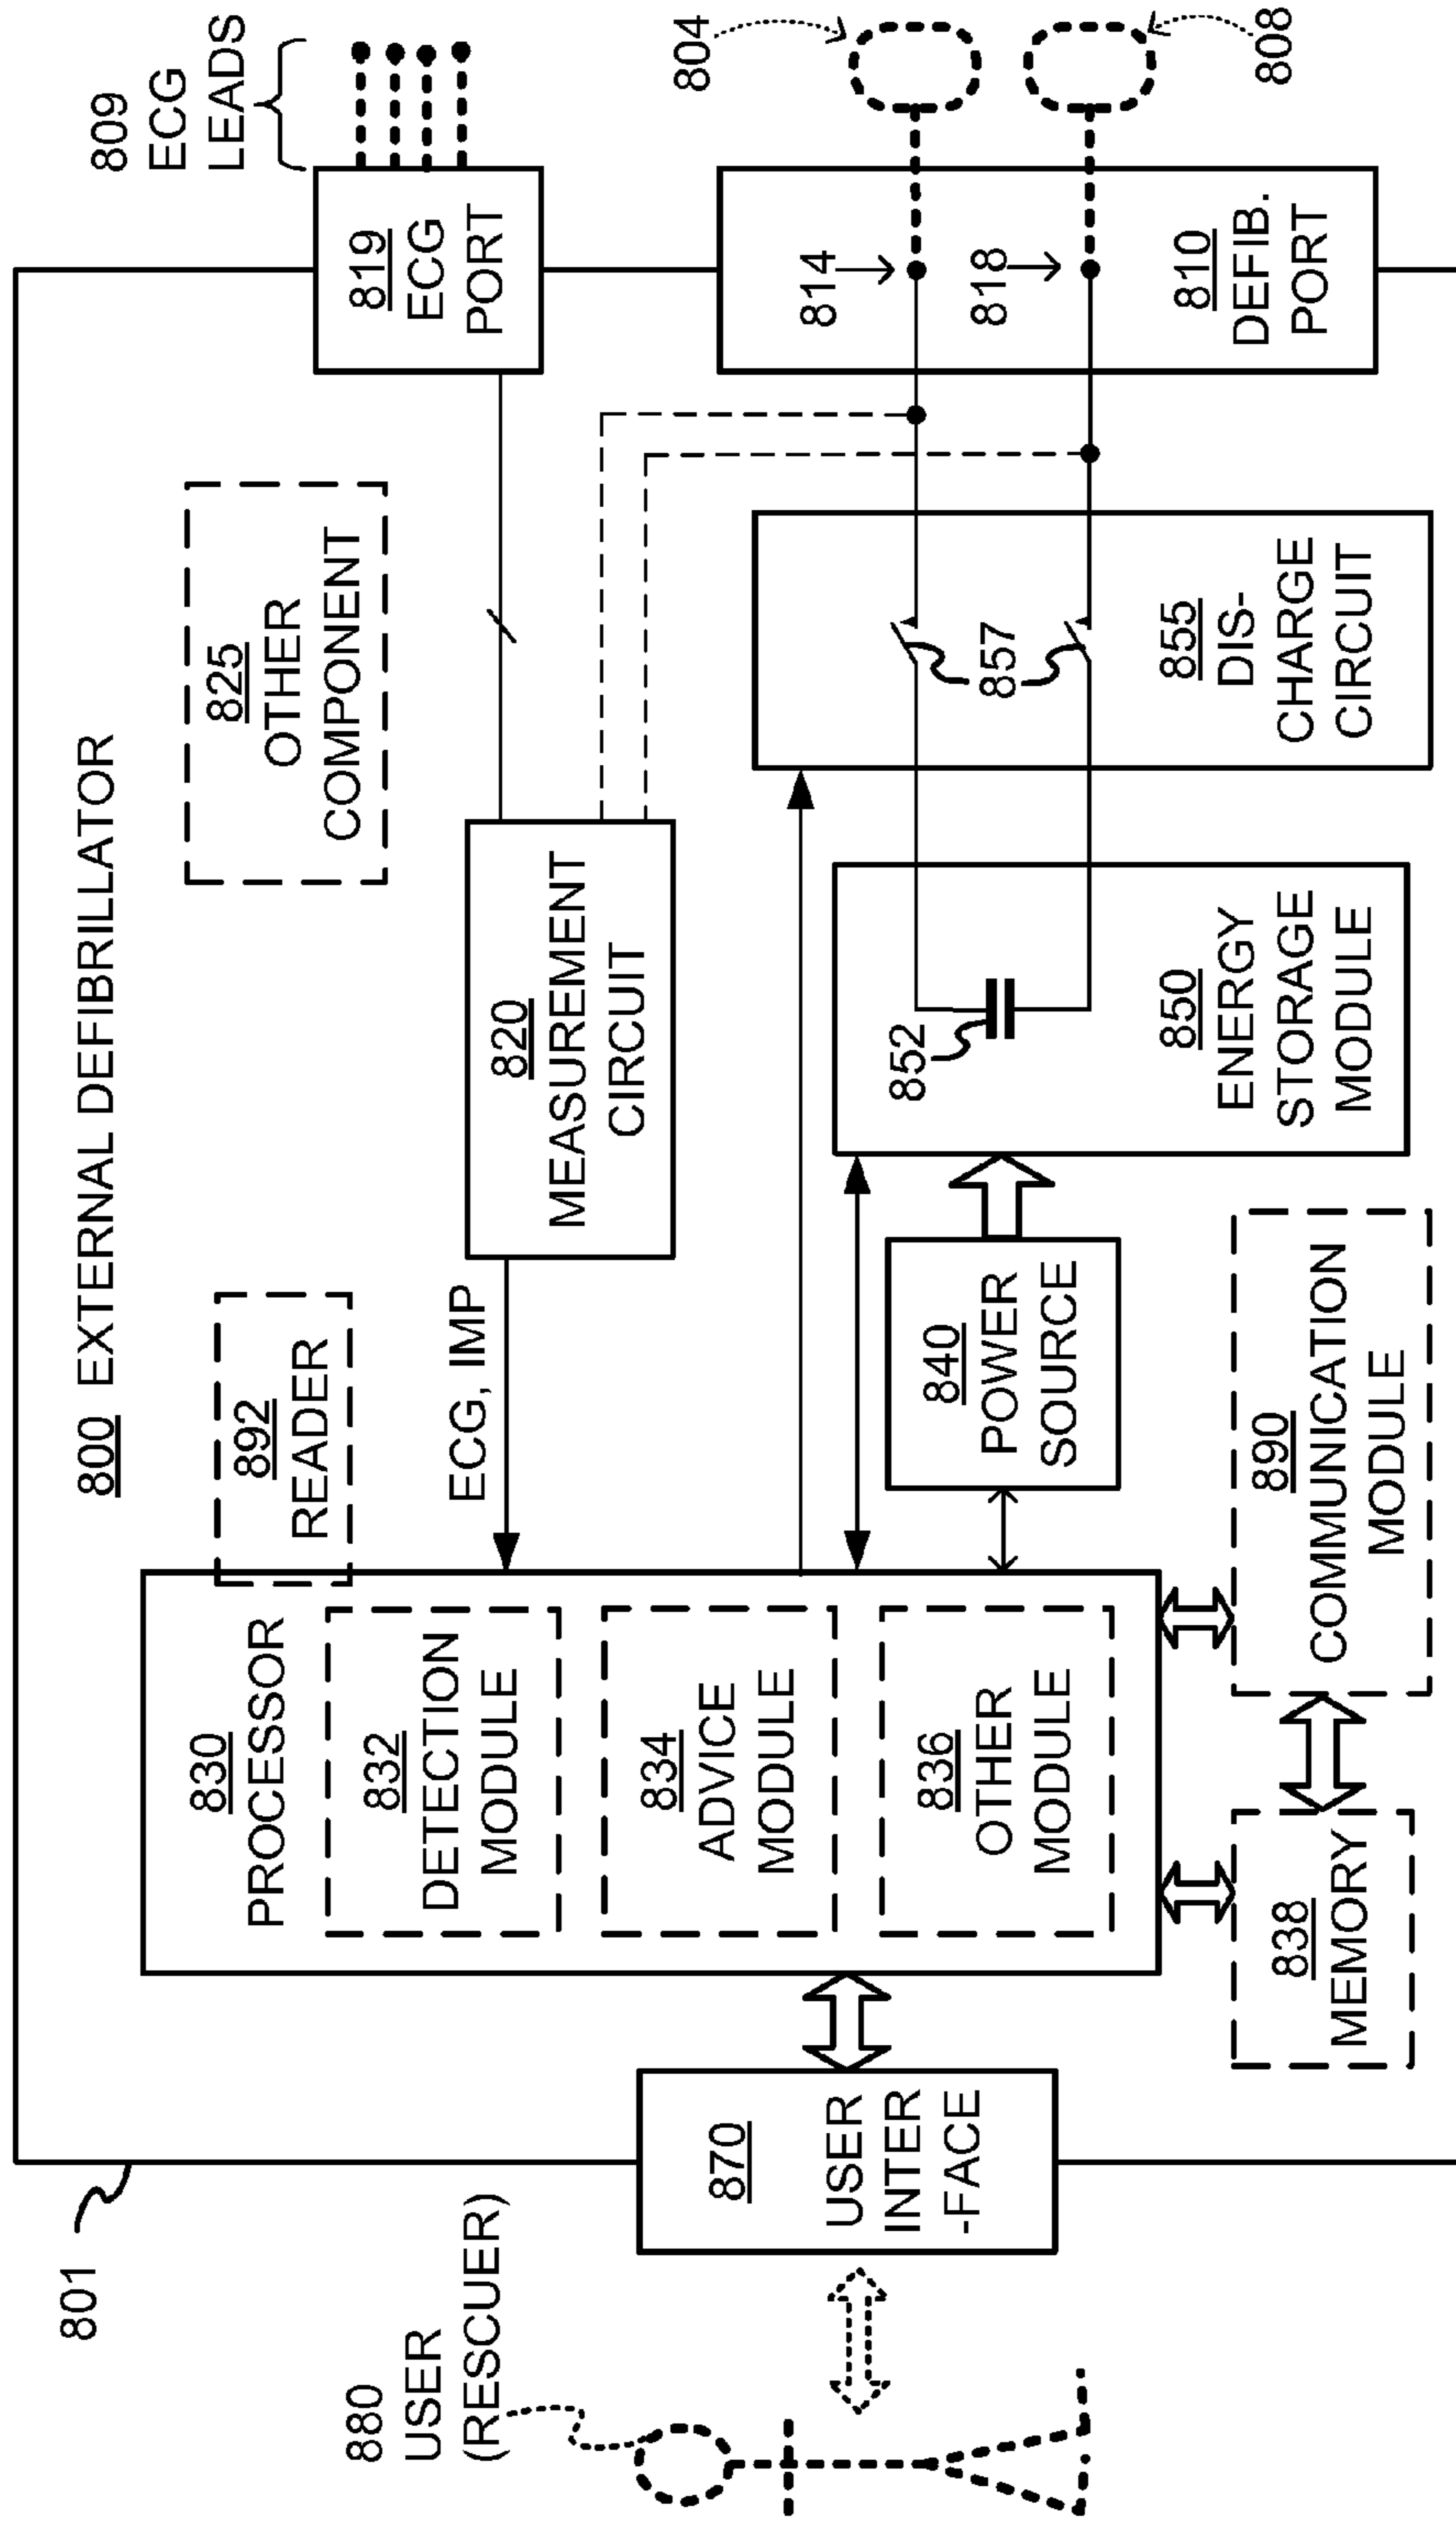 800 EXTERNAL DEFIBRILLATOR
801
809
ECG
LEADS
819
ECG
PORT
825
OTHER
COMPONENT
892
READER
830
PROCESSOR
832
DETECTION
MODULE
834
ADVICE
MODULE
836
OTHER
MODULE
ECG, IMP
820
MEASUREMENT
CIRCUIT
804
808
814
818
810
DEFIB.
PORT
857
855
DIS-
CHARGE
CIRCUIT
852
850
ENERGY
STORAGE
MODULE
840
POWER
SOURCE
880
USER
(RESCUER)
870
USER
INTER
-FACE
838
MEMORY
890
COMMUNICATION
MODULE